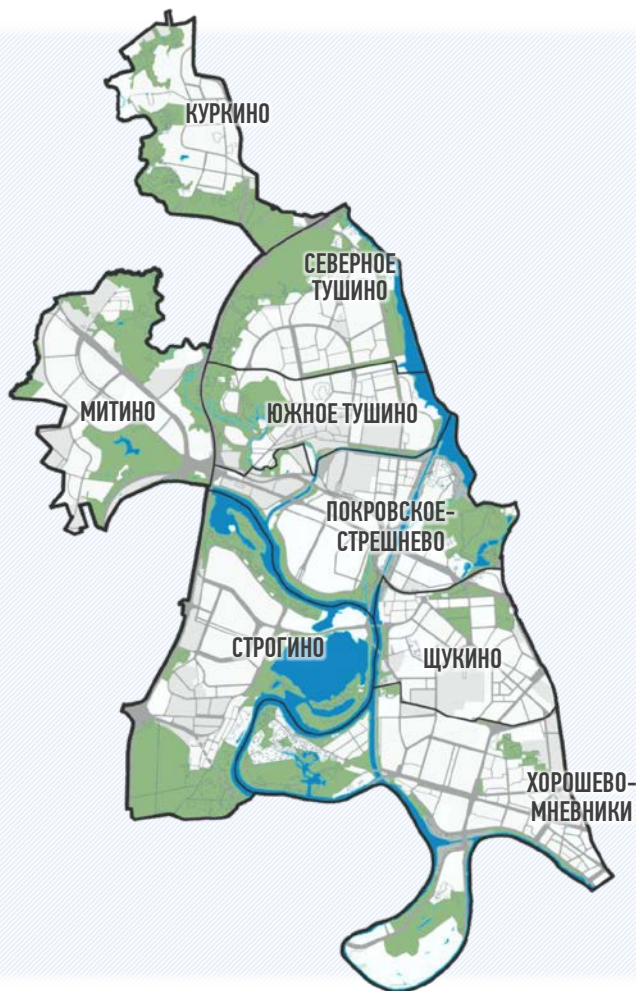 КУРКИНО
СЕВЕРНОЕ
ТУШИНО
МИТИНО
ЮЖНОЕ ТУШИНО
ПОКРОВСКОЕ-
СТРЕШНЕВО
СТРОГИНО
ЩУКИНО
ХОРОШЕВО-
МНЕВНИКИ